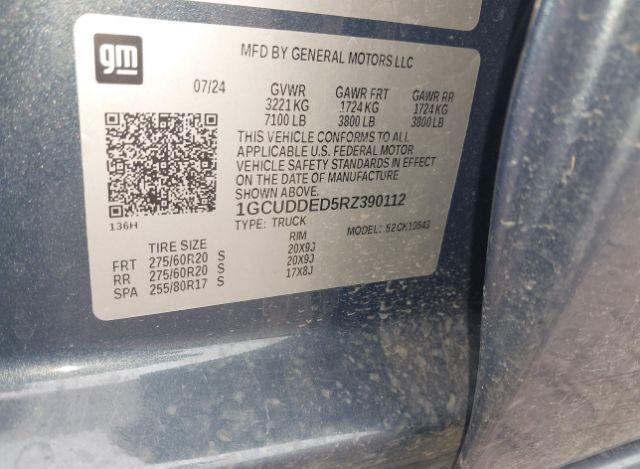 gm
MFD BY GENERAL MOTORS LLC
07/24 GVWR GAWR FRT GAWR RR
3221 KG 1724 KG 1724 KG
7100 LB 3800 LB 3800 LB
THIS VEHICLE CONFORMS TO ALL
APPLICABLE U.S. FEDERAL MOTOR
VEHICLE SAFETY STANDARDS IN EFFECT
ON THE DATE OF MANUFACTURE
SHOWN ABOVE.
1GCUDDED5RZ390112
TYPE: TRUCK MODEL: 52CK10543
136H
TIRE SIZE RIM
FRT 275/60R20 S 20X9J
RR 275/60R20 S 20X9J
SPA 255/80R17 S 17X8J